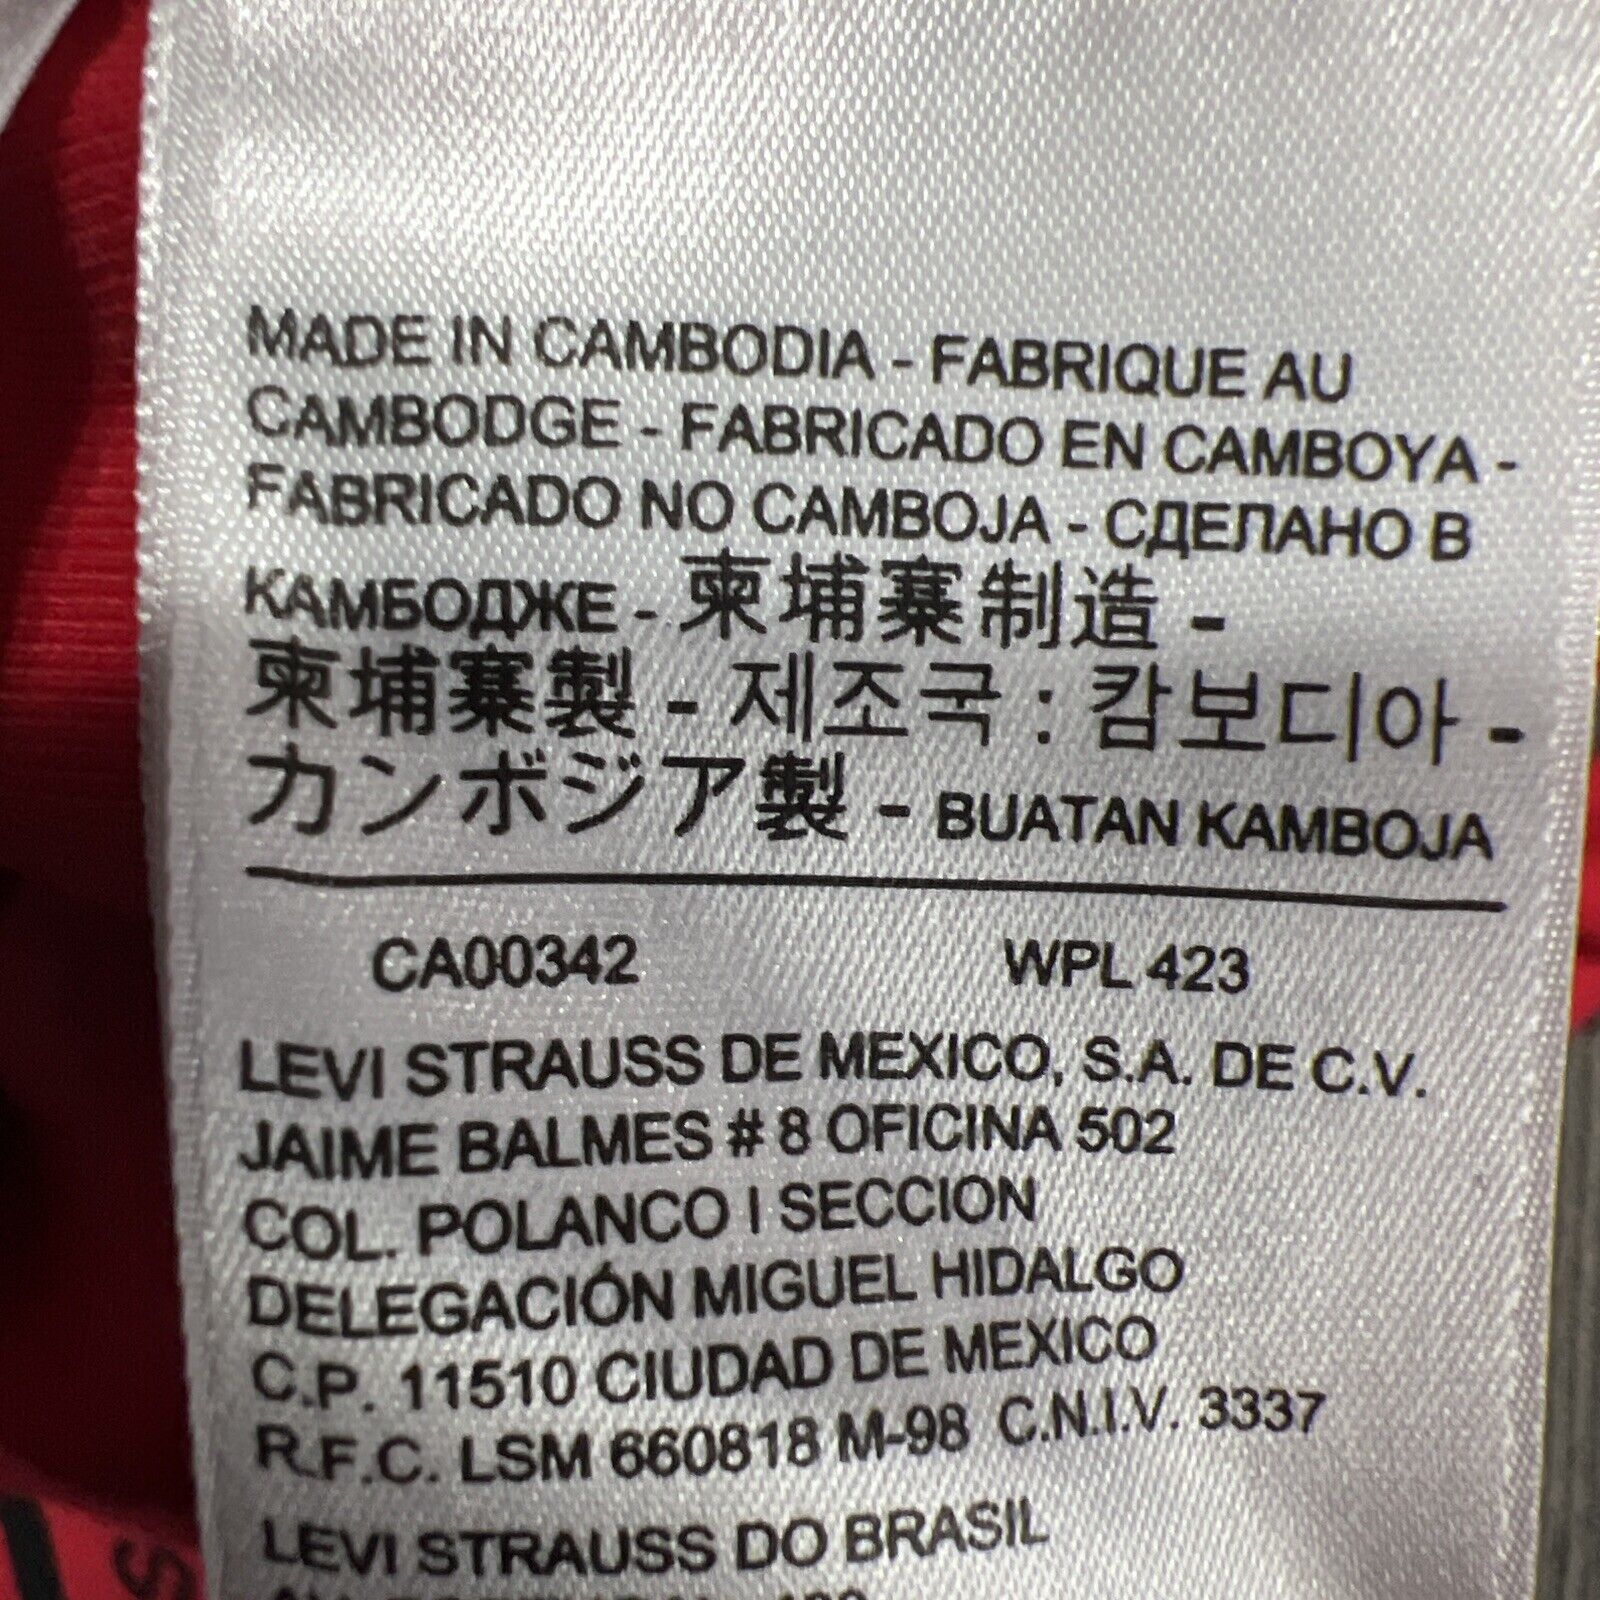 MADE IN CAMBODIA - FABRIQUE AU
CAMBODGE - FABRICADO EN CAMBOYA -
FABRICADO NO CAMBOJA - СДЕЛАНО В
КАМБОДЖЕ - 柬埔寨制造 -
柬埔寨製 - 제조국 : 캄보디아 -
カンボジア製 - BUATAN KAMBOJA
CA00342 WPL 423
LEVI STRAUSS DE MEXICO, S.A. DE C.V.
JAIME BALMES # 8 OFICINA 502
COL. POLANCO I SECCION
DELEGACIÓN MIGUEL HIDALGO
C.P. 11510 CIUDAD DE MEXICO
R.F.C. LSM 660818 M-98 C.N.I.V. 3337
LEVI STRAUSS DO BRASIL